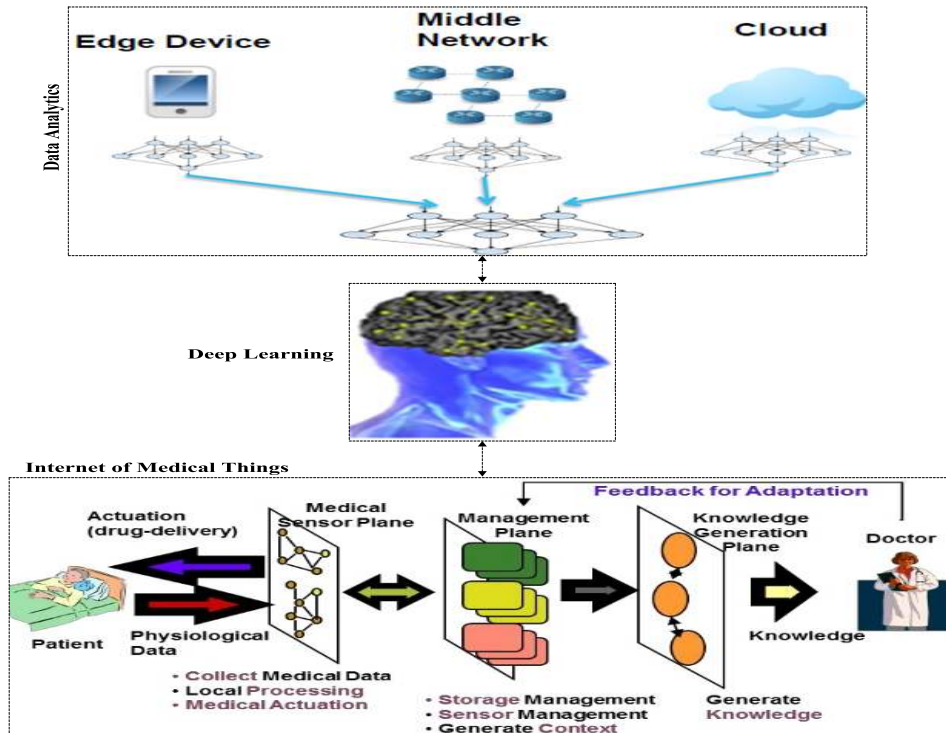 Edge Device
Middle
Network
Cloud
Data Analytics
Deep Learning
Internet of Medical Things
Feedback for Adaptation
Actuation
(drug-delivery)
Medical
Sensor Plane
Management
Plane
Knowledge
Generation
Plane
Doctor
Patient
Physiological
Data
Knowledge
• Collect Medical Data
• Local Processing
• Medical Actuation
• Storage Management
• Sensor Management
• Generate Context
Generate
Knowledge